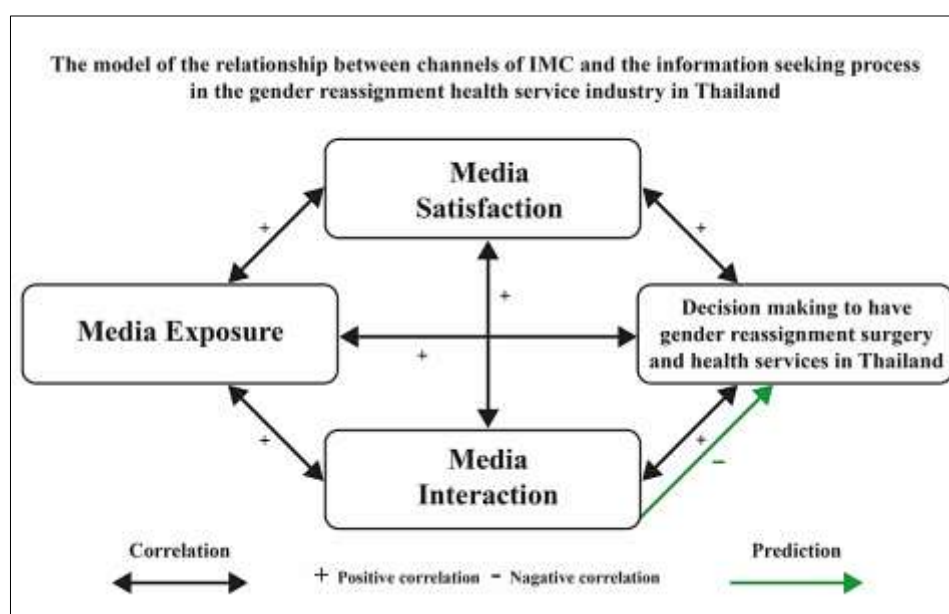 The model of the relationship between channels of IMC and the information seeking process
in the gender reassignment health service industry in Thailand
Media
Satisfaction
+
+
+
Media Exposure
+
Decision making to have
gender reassignment surgery
and health services in Thailand
+
+
−
Media
Interaction
Correlation
Prediction
+ Positive correlation − Nagative correlation